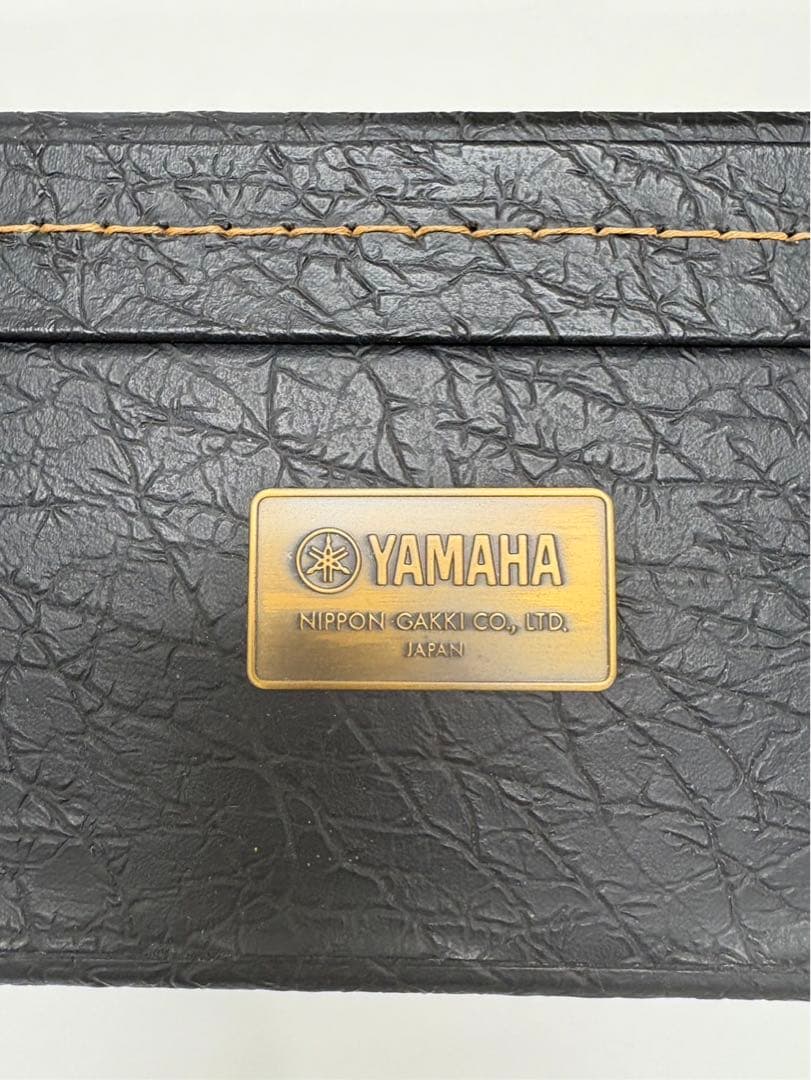 YAMAHA
NIPPON GAKKI CO., LTD.
JAPAN